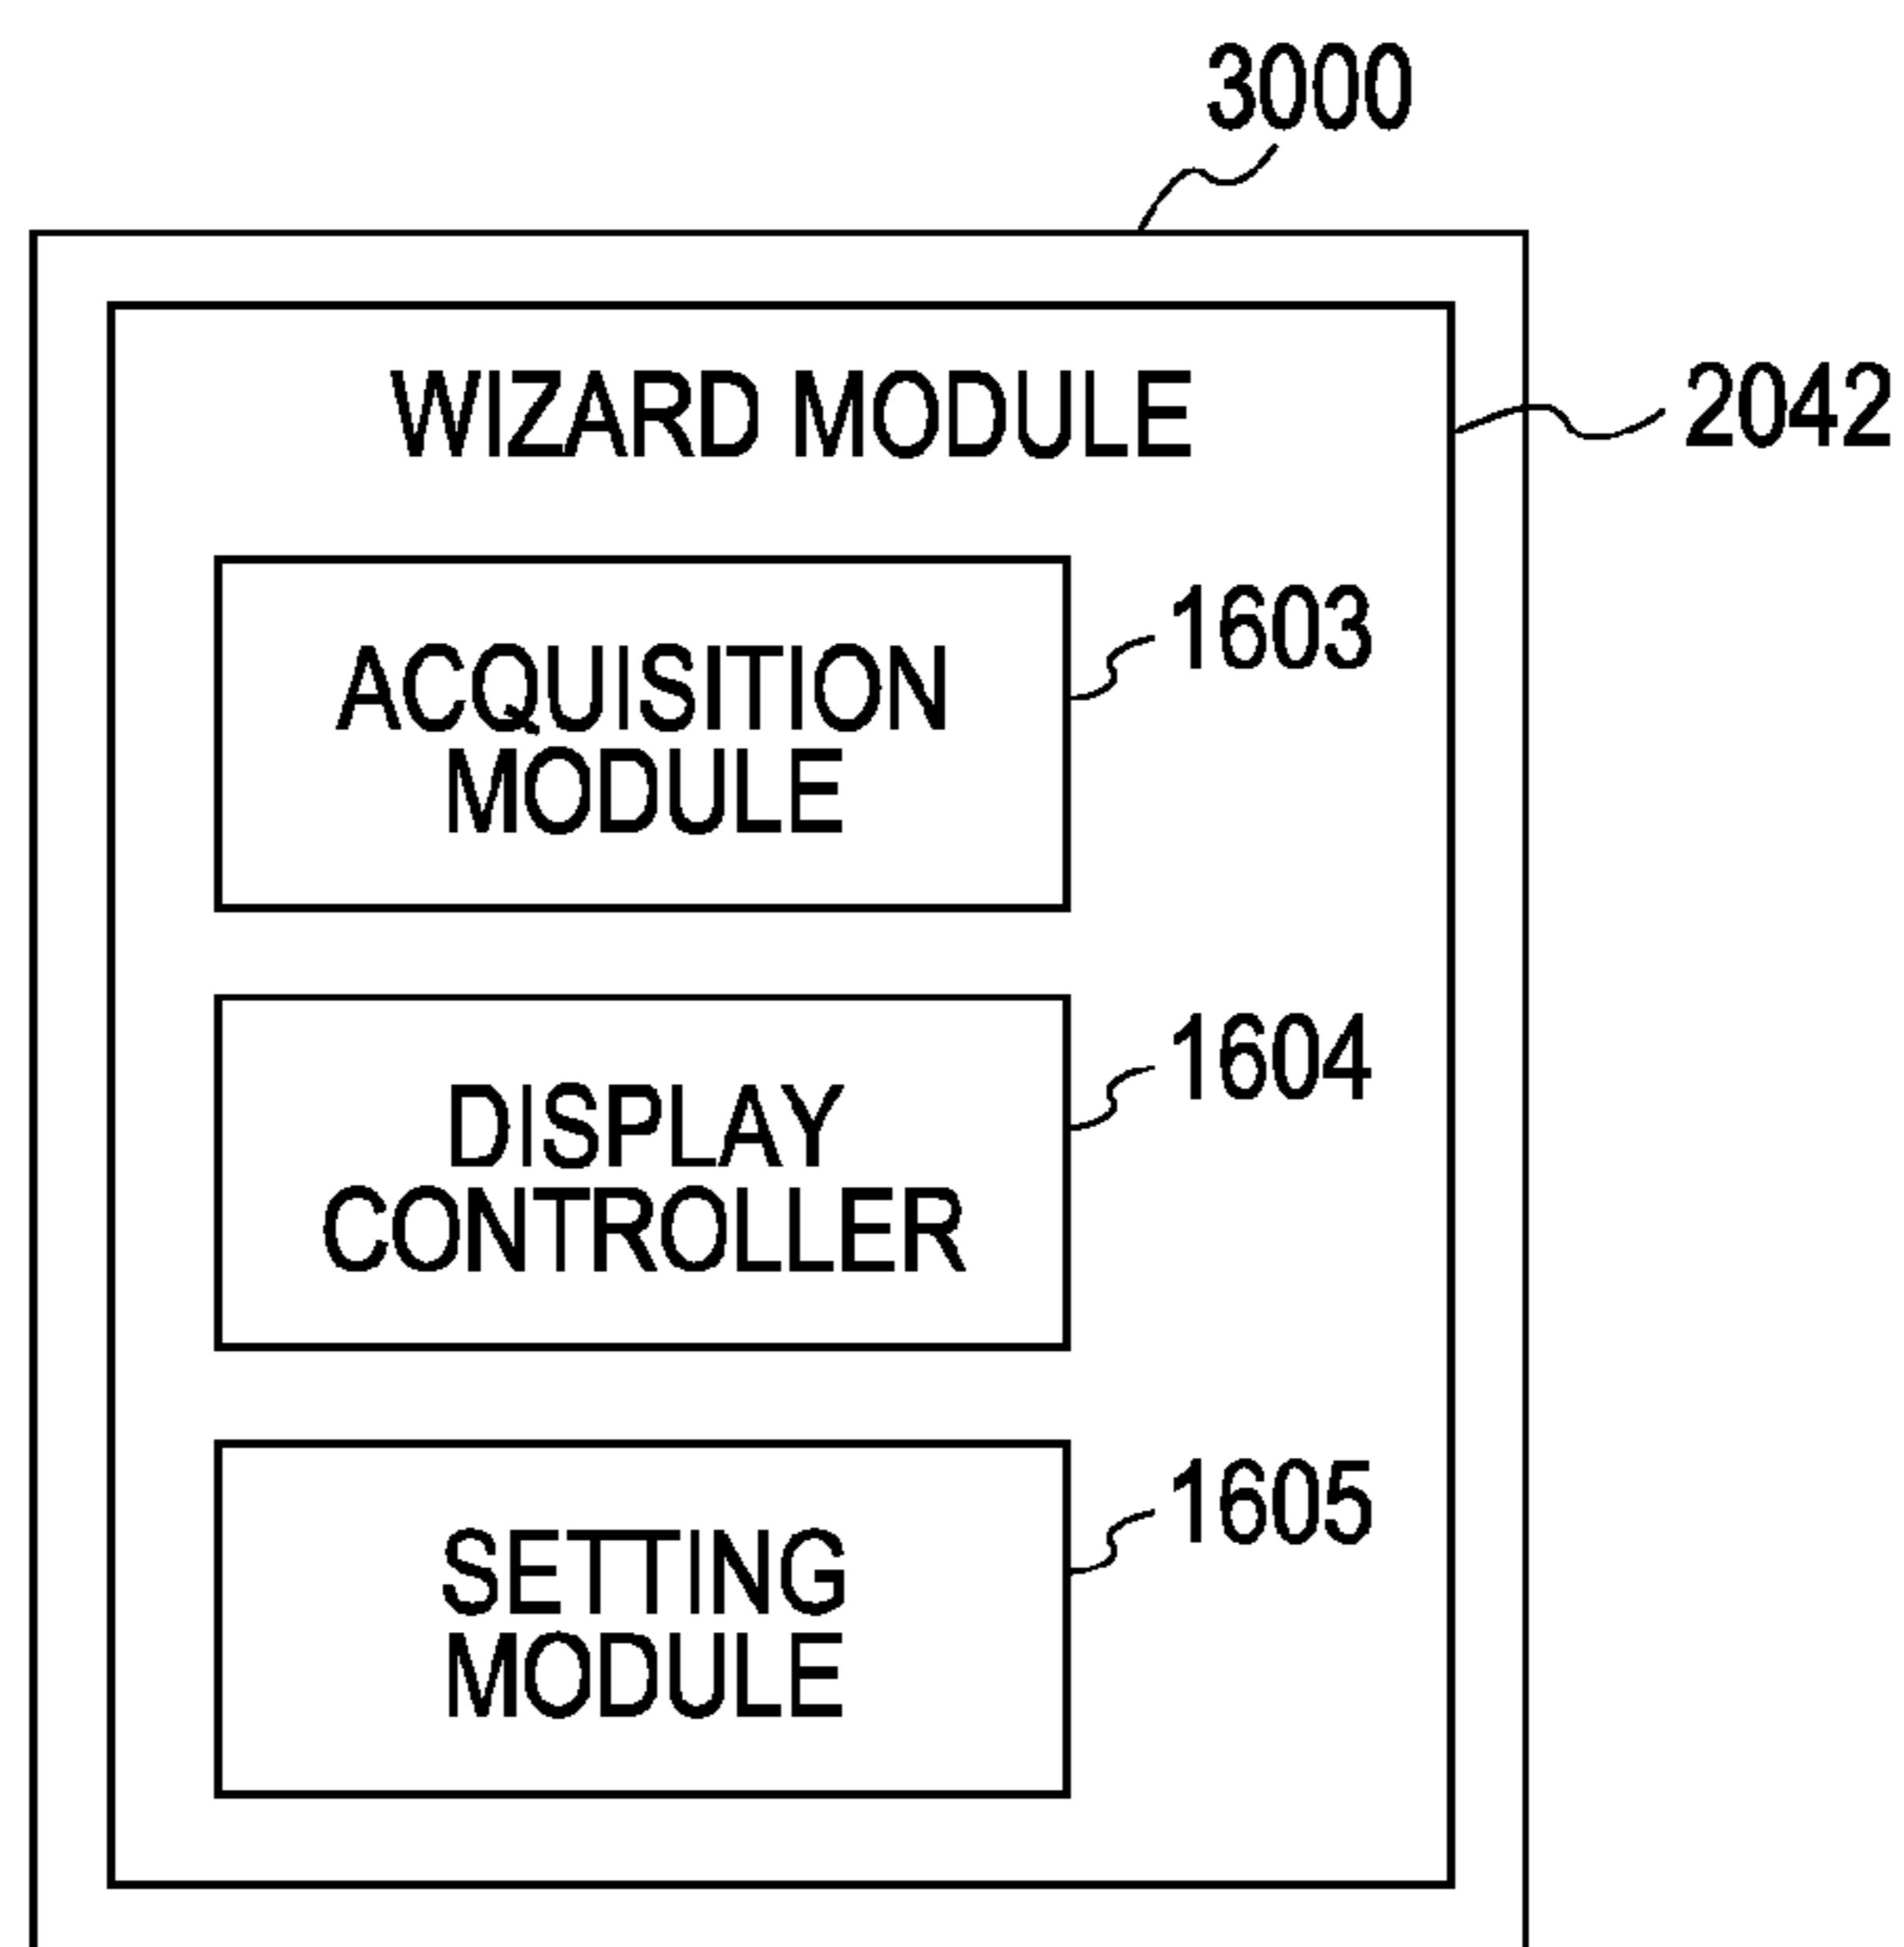 3000
WIZARD MODULE
2042
ACQUISITION
MODULE
1603
DISPLAY
CONTROLLER
1604
SETTING
MODULE
1605